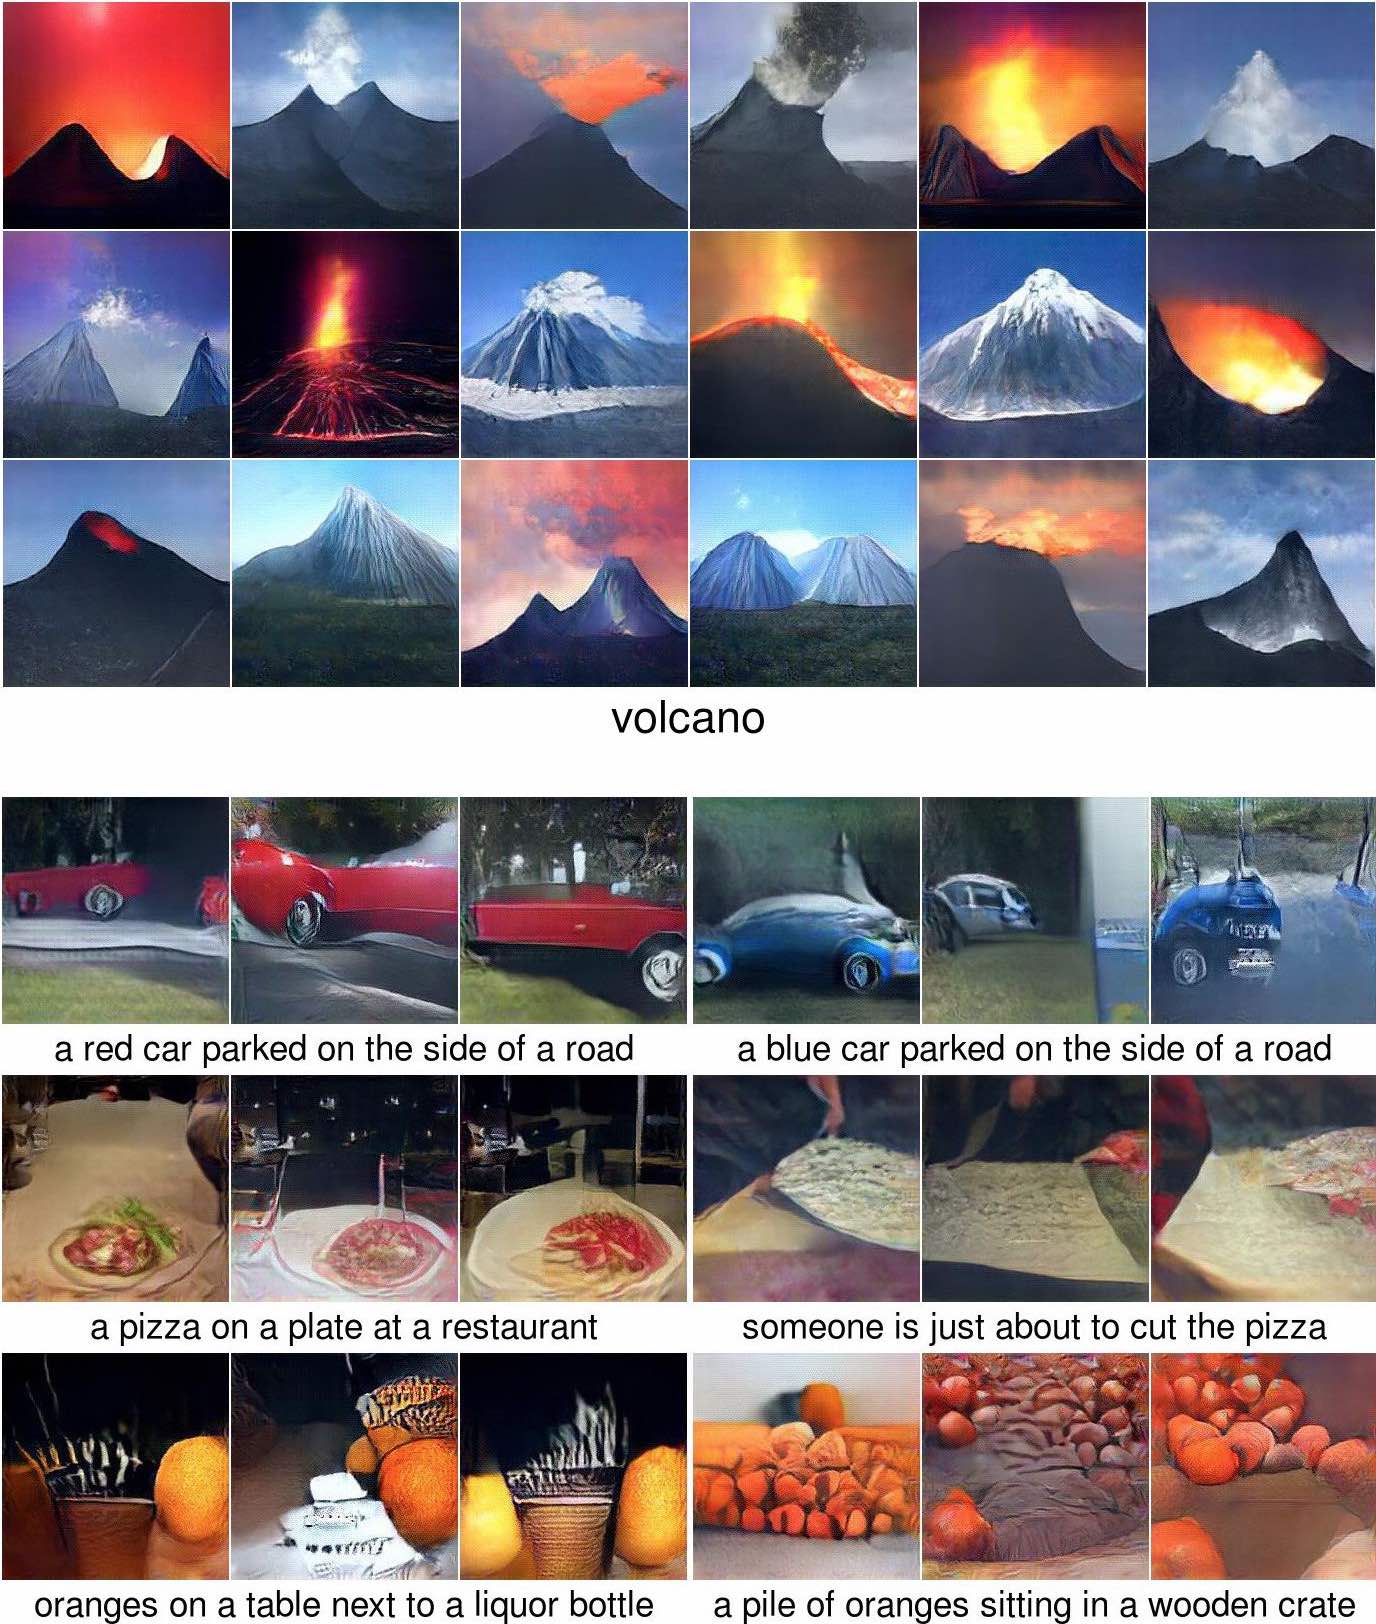 volcano
a red car parked on the side of a road
a blue car parked on the side of a road
a pizza on a plate at a restaurant
someone is just about to cut the pizza
oranges on a table next to a liquor bottle
a pile of oranges sitting in a wooden crate